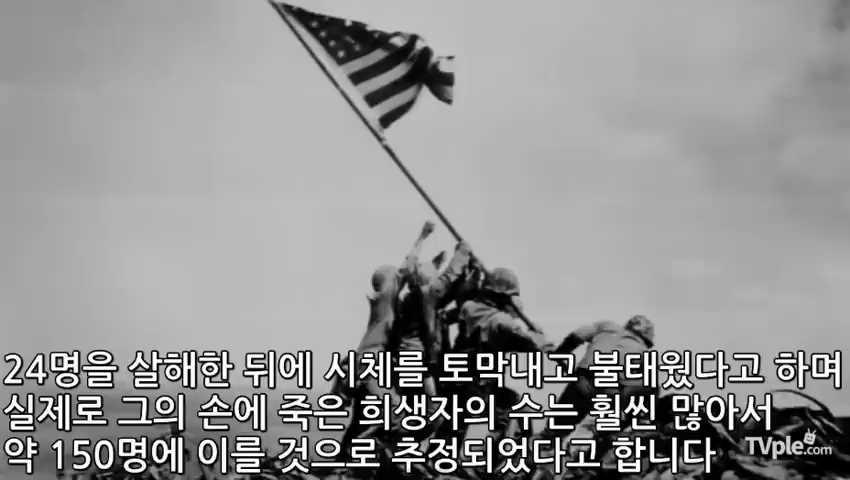 24명을 살해한 뒤에 시체를 토막내고 불태웠다고 하며
실제로 그의 손에 죽은 희생자의 수는 훨씬 많아서
약 150명에 이를 것으로 추정되었다고 합니다
TVple.com